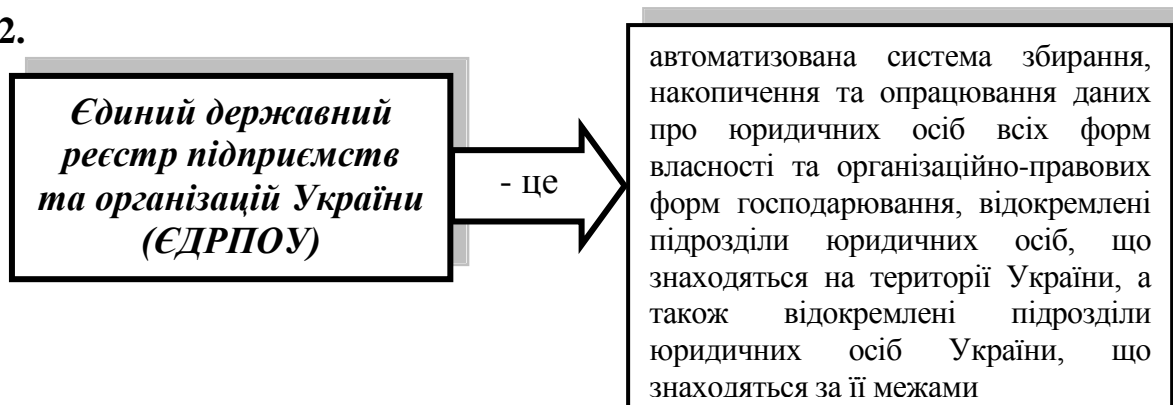 2.
Єдиний державний
реєстр підприємств
та організацій України
(ЄДРПОУ)
- це
автоматизована система збирання,
накопичення та опрацювання даних
про юридичних осіб всіх форм
власності та організаційно-правових
форм господарювання, відокремлені
підрозділи юридичних осіб, що
знаходяться на території України, а
також відокремлені підрозділи
юридичних осіб України, що
знаходяться за її межами